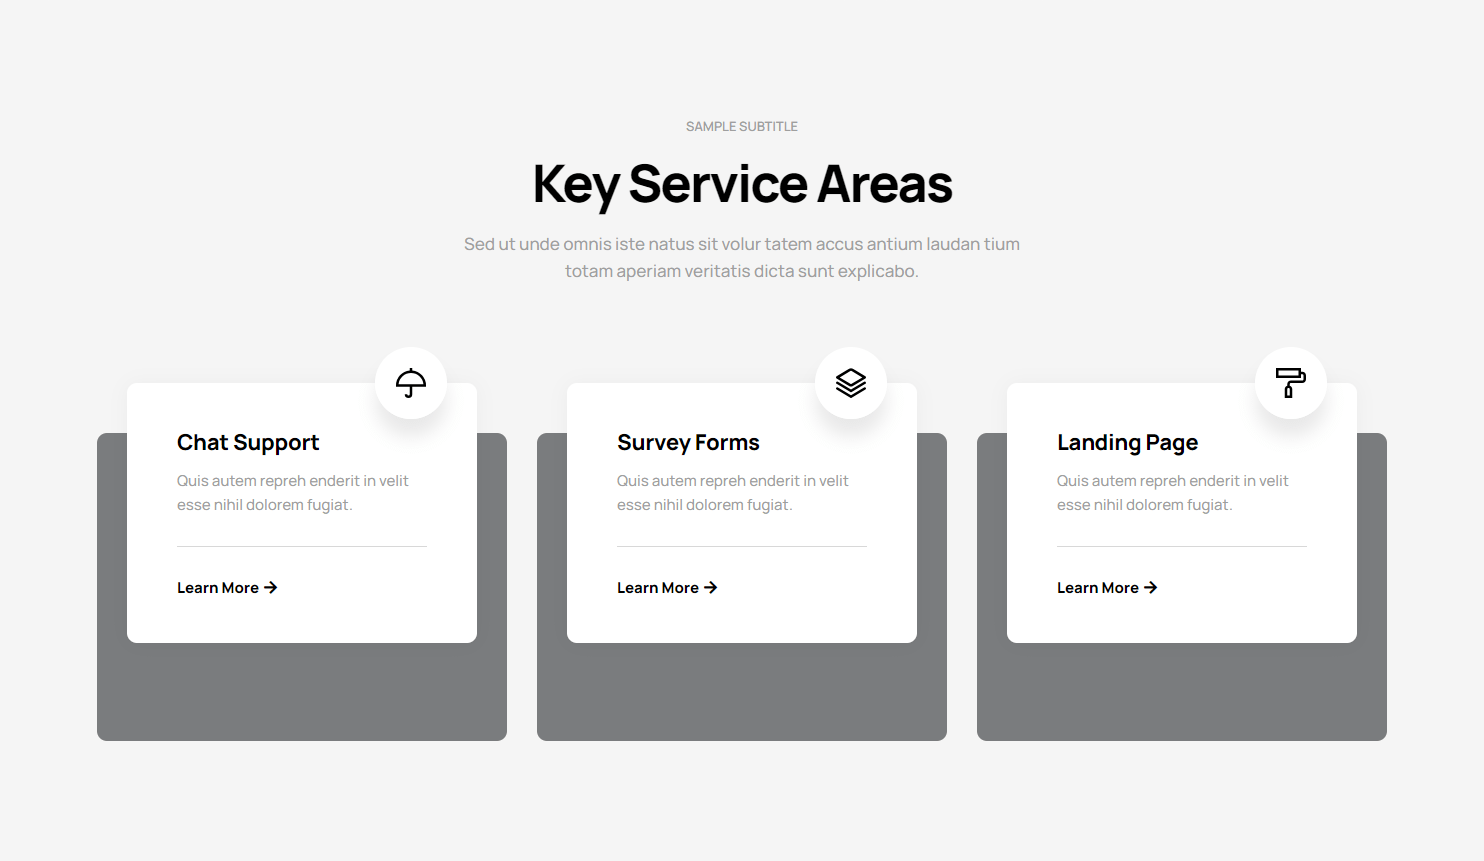 SAMPLE SUBTITLE
Key Service Areas
Sed ut unde omnis iste natus sit volur tatem accus antium laudan tium
totam aperiam veritatis dicta sunt explicabo.
Chat Support
Quis autem repreh enderit in velit
esse nihil dolorem fugiat.
Learn More
Survey Forms
Quis autem repreh enderit in velit
esse nihil dolorem fugiat.
Learn More
Landing Page
Quis autem repreh enderit in velit
esse nihil dolorem fugiat.
Learn More